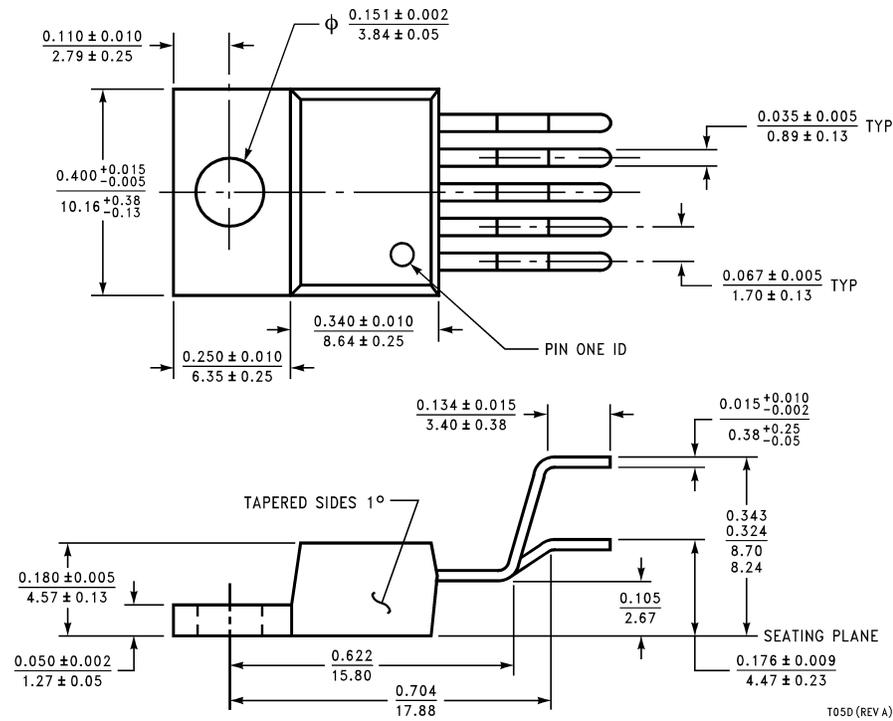 ϕ 0.151 ± 0.002
3.84 ± 0.05
0.110 ± 0.010
2.79 ± 0.25
0.035 ± 0.005
0.89 ± 0.13 TYP
0.400 +0.015 -0.005
10.16 +0.38 -0.13
0.067 ± 0.005
1.70 ± 0.13 TYP
0.340 ± 0.010
8.64 ± 0.25
PIN ONE ID
0.250 ± 0.010
6.35 ± 0.25
0.134 ± 0.015
3.40 ± 0.38
0.015 +0.010 -0.002
0.38 +0.25 -0.05
TAPERED SIDES 1°
0.343
0.324
8.70
8.24
0.180 ± 0.005
4.57 ± 0.13
0.105
2.67
SEATING PLANE
0.050 ± 0.002
1.27 ± 0.05
0.622
15.80
0.176 ± 0.009
4.47 ± 0.23
0.704
17.88
T05D (REV A)